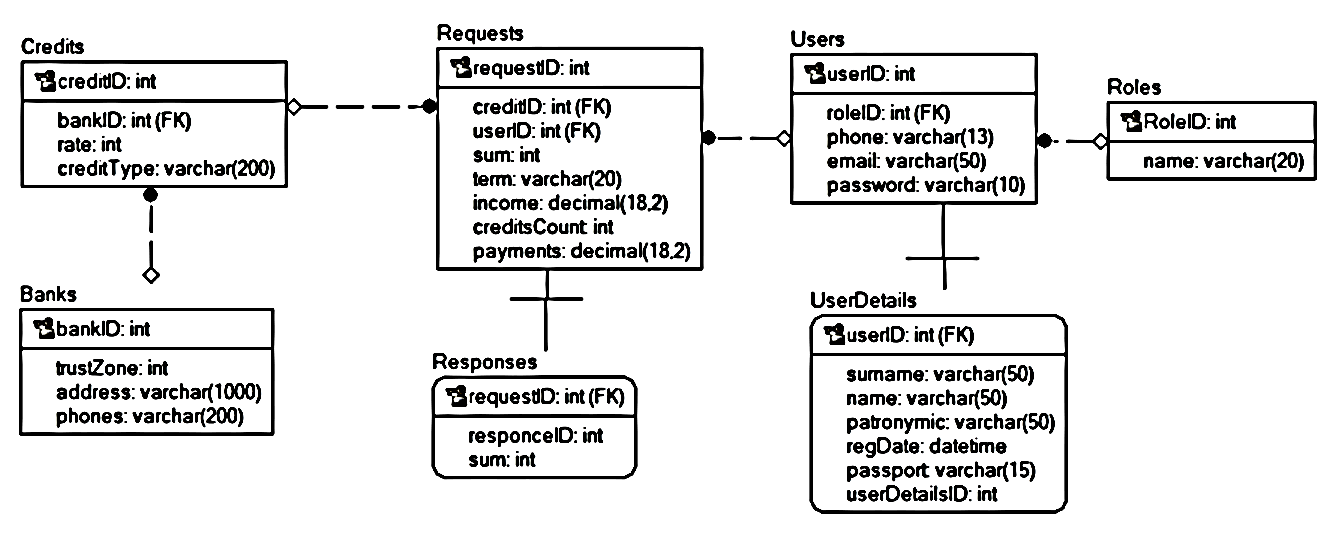 Credits
creditID: int
bankID: int (FK)
rate: int
creditType: varchar(200)
Banks
bankID: int
trustZone: int
address: varchar(1000)
phones: varchar(200)
Requests
requestID: int
creditID: int (FK)
userID: int (FK)
sum: int
term: varchar(20)
income: decimal(18,2)
creditsCount: int
payments: decimal(18,2)
Responses
requestID: int (FK)
responceID: int
sum: int
Users
userID: int
roleID: int (FK)
phone: varchar(13)
email: varchar(50)
password: varchar(10)
UserDetails
userID: int (FK)
surname: varchar(50)
name: varchar(50)
patronymic: varchar(50)
regDate: datetime
passport: varchar(15)
userDetailsID: int
Roles
RoleID: int
name: varchar(20)